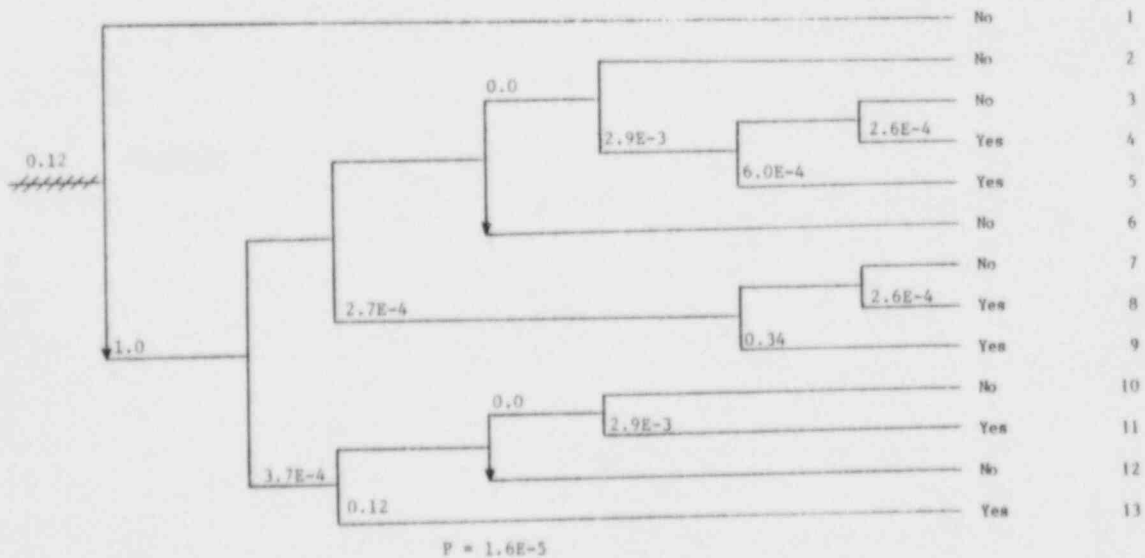 No 1
No 2
0.0
No 3
2.6E-4
2.9E-3
Yes 4
0.12
6.0E-4
Yes 5
No 6
No 7
2.7E-4
2.6E-4
Yes 8
1.0
0.34
Yes 9
No 10
0.0
2.9E-3
Yes 11
3.7E-4
No 12
0.12
Yes 13
P = 1.6E-5